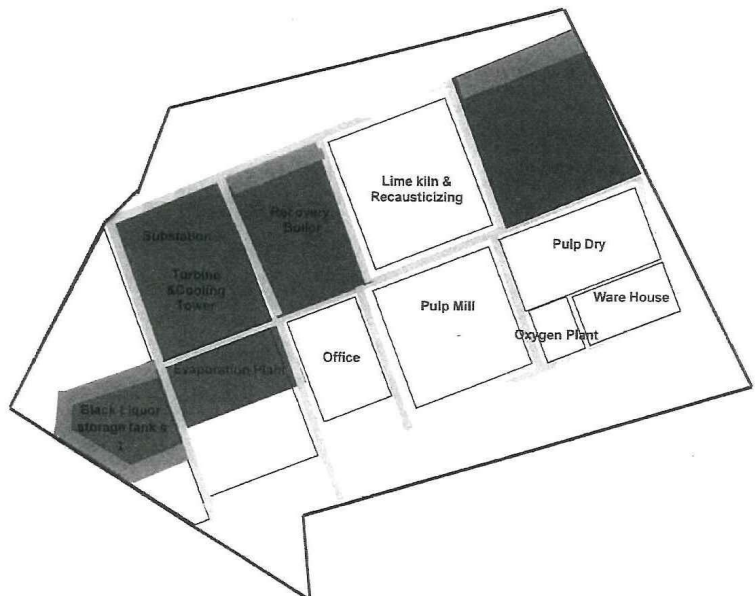 Lime kiln &
Recausticizing
Recovery
Boiler
Substation
Turbine
&Cooling
Tower
Pulp Dry
Ware House
Pulp Mill
Oxygen Plant
Office
Evaporation Plant
Black Liquor
storage tank s
1